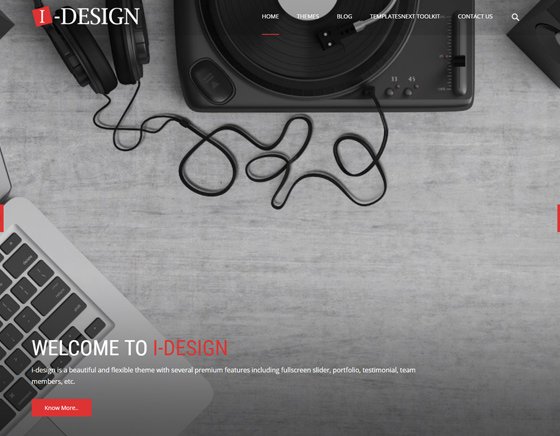 I -DESIGN
HOME THEMES BLOG TEMPLATESNEXT TOOLKIT CONTACT US
33 45
WELCOME TO I-DESIGN
i-design is a beautiful and flexible theme with several premium features including fullscreen slider, portfolio, testimonial, team
members, etc.
Know More..